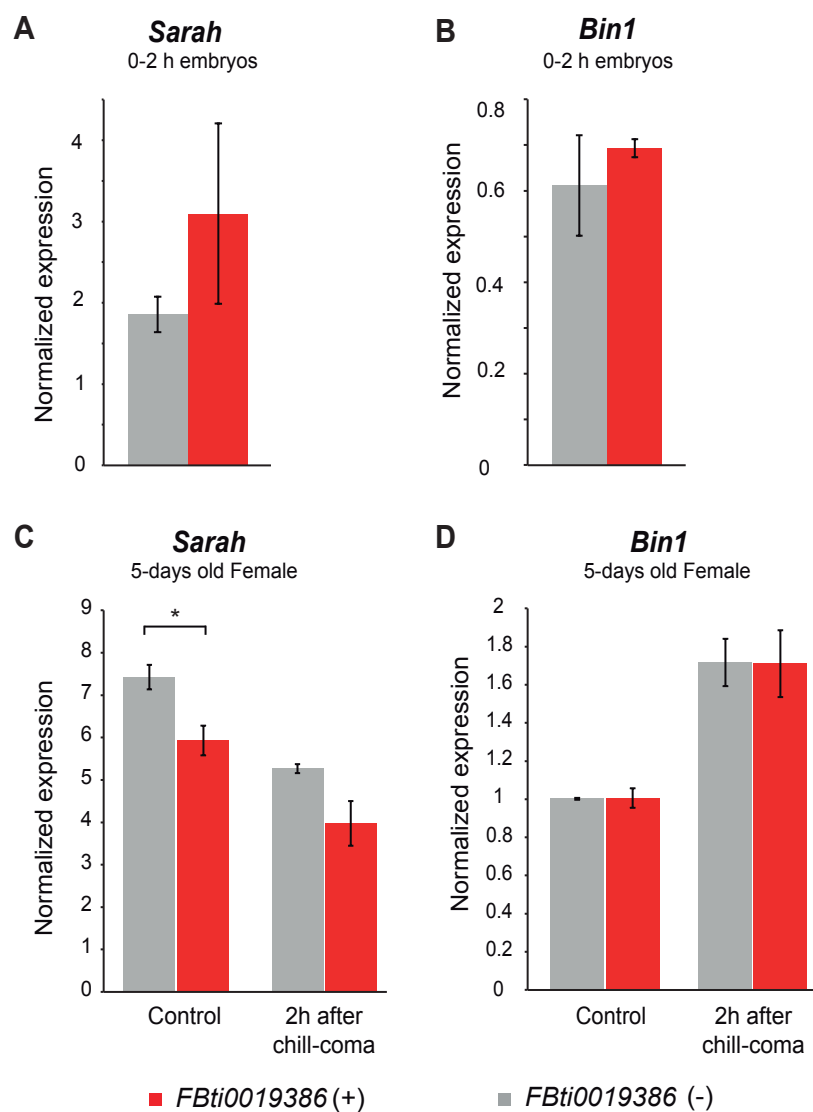 A
Sarah
0-2 h embryos
Normalized expression
4
3
2
1
0
B
Bin1
0-2 h embryos
Normalized expression
0.8
0.6
0.4
0.2
0
C
Sarah
5-days old Female
Normalized expression
9
8
7
6
5
4
3
2
1
0
*
Control
2h after
chill-coma
D
Bin1
5-days old Female
Normalized expression
2
1.8
1.6
1.4
1.2
1
0.8
0.6
0.4
0.2
0
Control
2h after
chill-coma
FBti0019386 (+)
FBti0019386 (-)